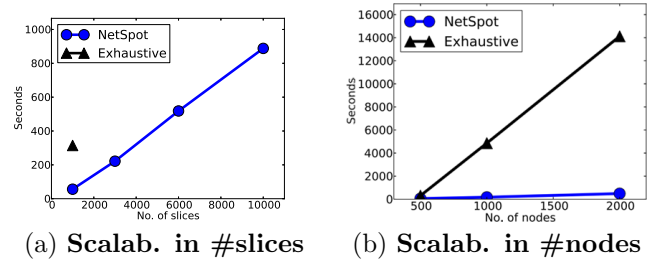 1000
800
600
400
200
0
Seconds
NetSpot
Exhaustive
0 2000 4000 6000 8000 10000
No. of slices
(a) Scalab. in #slices
16000
14000
12000
10000
8000
6000
4000
2000
0
Seconds
NetSpot
Exhaustive
500 1000 1500 2000
No. of nodes
(b) Scalab. in #nodes